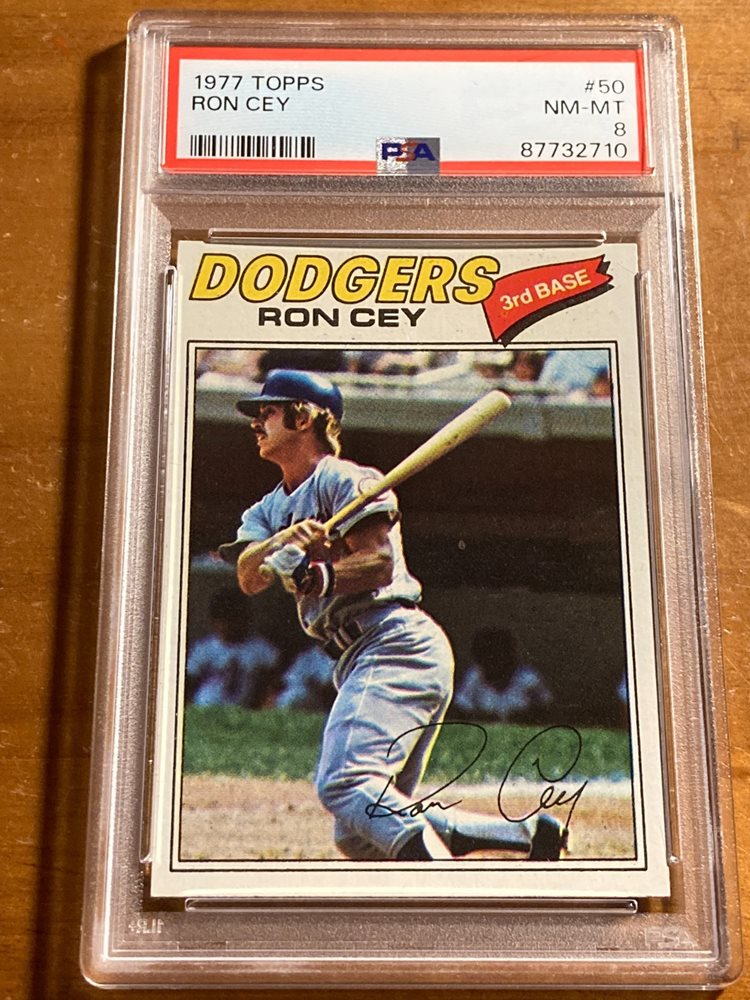 1977 TOPPS
RON CEY
#50
NM-MT
8
87732710
PSA
DODGERS
RON CEY
3rd BASE
Ron Cey